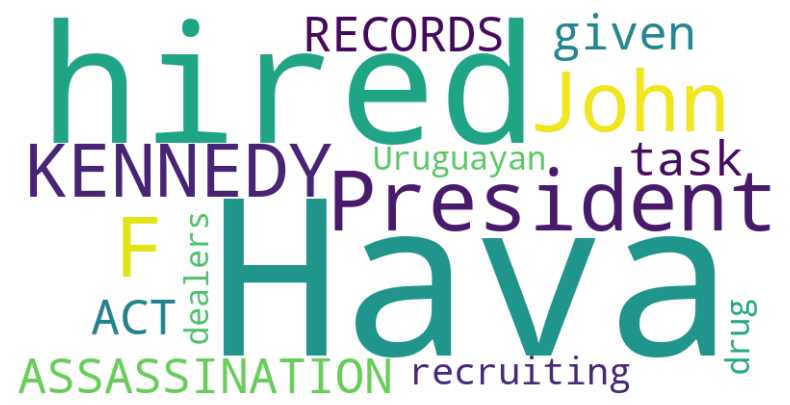 RECORDS
given
hired
John
KENNEDY
Uruguayan
task
President
F
dealers
Hava
ACT
drug
ASSASSINATION
recruiting